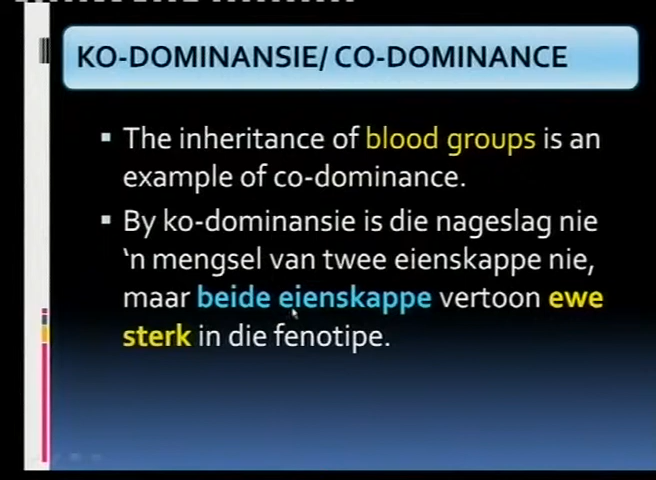 KO-DOMINANSIE/ CO-DOMINANCE
The inheritance of blood groups is an
example of co-dominance.
By ko-dominansie is die nageslag nie
'n mengsel van twee eienskappe nie,
maar beide eienskappe vertoon ewe
sterk in die fenotipe.